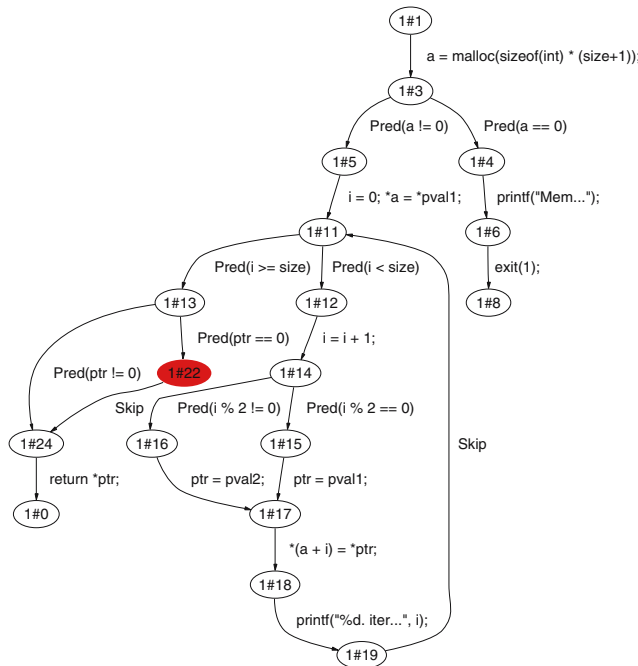 1#1
a = malloc(sizeof(int) * (size+1));
1#3
Pred(a != 0)
Pred(a == 0)
1#5
1#4
i = 0; *a = *pval1;
printf("Mem...");
1#11
1#6
Pred(i >= size)
Pred(i < size)
exit(1);
1#13
1#12
1#8
Pred(ptr == 0)
i = i + 1;
Pred(ptr != 0)
1#22
1#14
Skip
Pred(i % 2 != 0)
Pred(i % 2 == 0)
1#24
1#16
1#15
Skip
return *ptr;
ptr = pval2;
ptr = pval1;
1#0
1#17
*(a + i) = *ptr;
1#18
printf("%d. iter...", i);
1#19